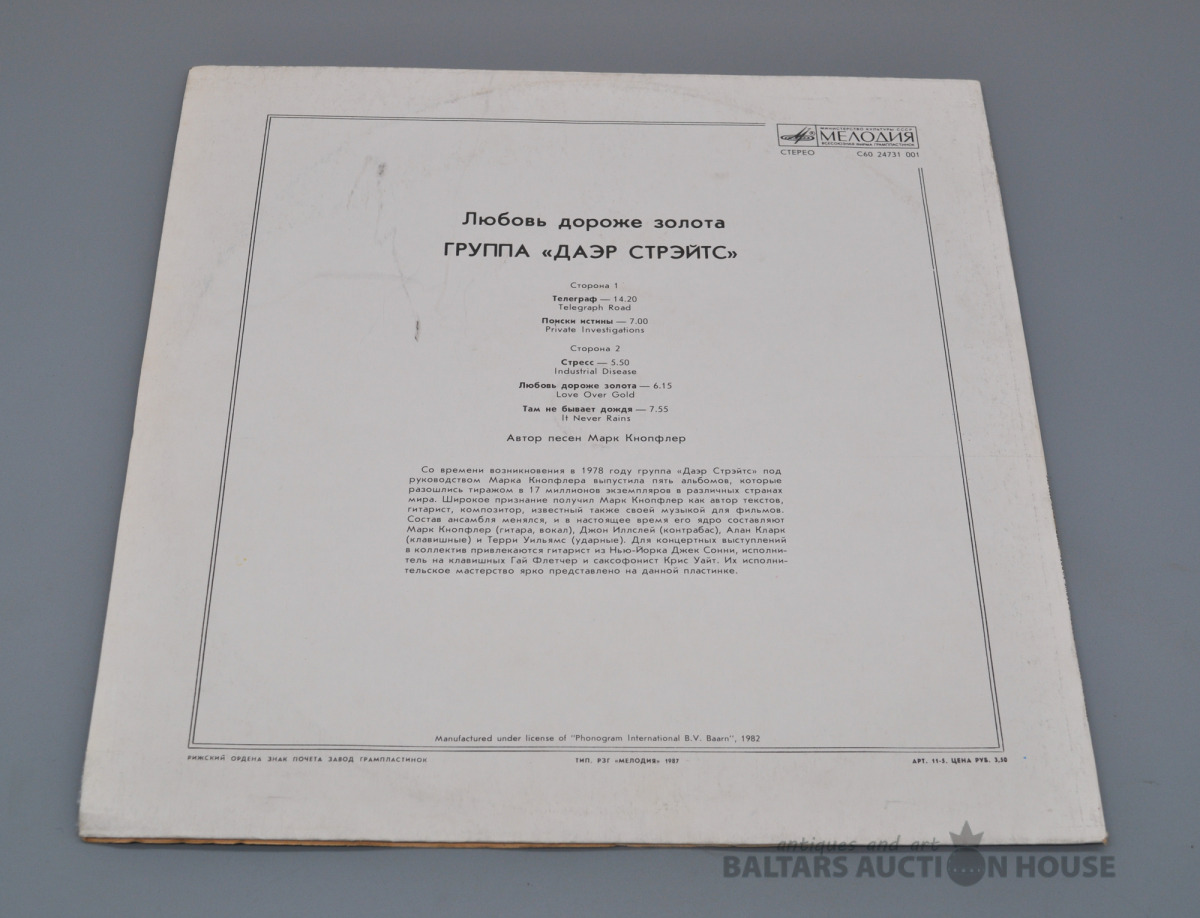 МИНИСТЕРСТВО КУЛЬТУРЫ СССР
МЕЛОДИЯ
ВСЕСОЮЗНАЯ ФИРМА ГРАМПЛАСТИНОК
СТЕРЕО С60 24731 001
Любовь дороже золота
ГРУППА «ДАЭР СТРЭЙТС»
Сторона 1
Телеграф — 14.20
Telegraph Road
Поиски истины — 7.00
Private Investigations
Сторона 2
Стресс — 5.50
Industrial Disease
Любовь дороже золота — 6.15
Love Over Gold
Там не бывает дождя — 7.55
It Never Rains
Автор песен Марк Кнопфлер
Со времени возникновения в 1978 году группа «Даэр Стрэйтс» под
руководством Марка Кнопфлера выпустила пять альбомов, которые
разошлись тиражом в 17 миллионов экземпляров в различных странах
мира. Широкое признание получил Марк Кнопфлер как автор текстов,
гитарист, композитор, известный также своей музыкой для фильмов.
Состав ансамбля менялся, и в настоящее время его ядро составляют
Марк Кнопфлер (гитара, вокал), Джон Иллслей (контрабас), Алан Кларк
(клавишные) и Терри Уильямс (ударные). Для концертных выступлений
в коллектив привлекаются гитарист из Нью-Йорка Джек Сонни, исполни-
тель на клавишных Гай Флетчер и саксофонист Крис Уайт. Их исполни-
тельское мастерство ярко представлено на данной пластинке.
Manufactured under license of "Phonogram International B.V. Baarn", 1982
РИЖСКИЙ ОРДЕНА ЗНАК ПОЧЕТА ЗАВОД ГРАМПЛАСТИНОК ТИП. РЗГ «МЕЛОДИЯ» 1987 АРТ. 11-5. ЦЕНА РУБ. 3,50
antiques and art
BALTARS AUCTION HOUSE